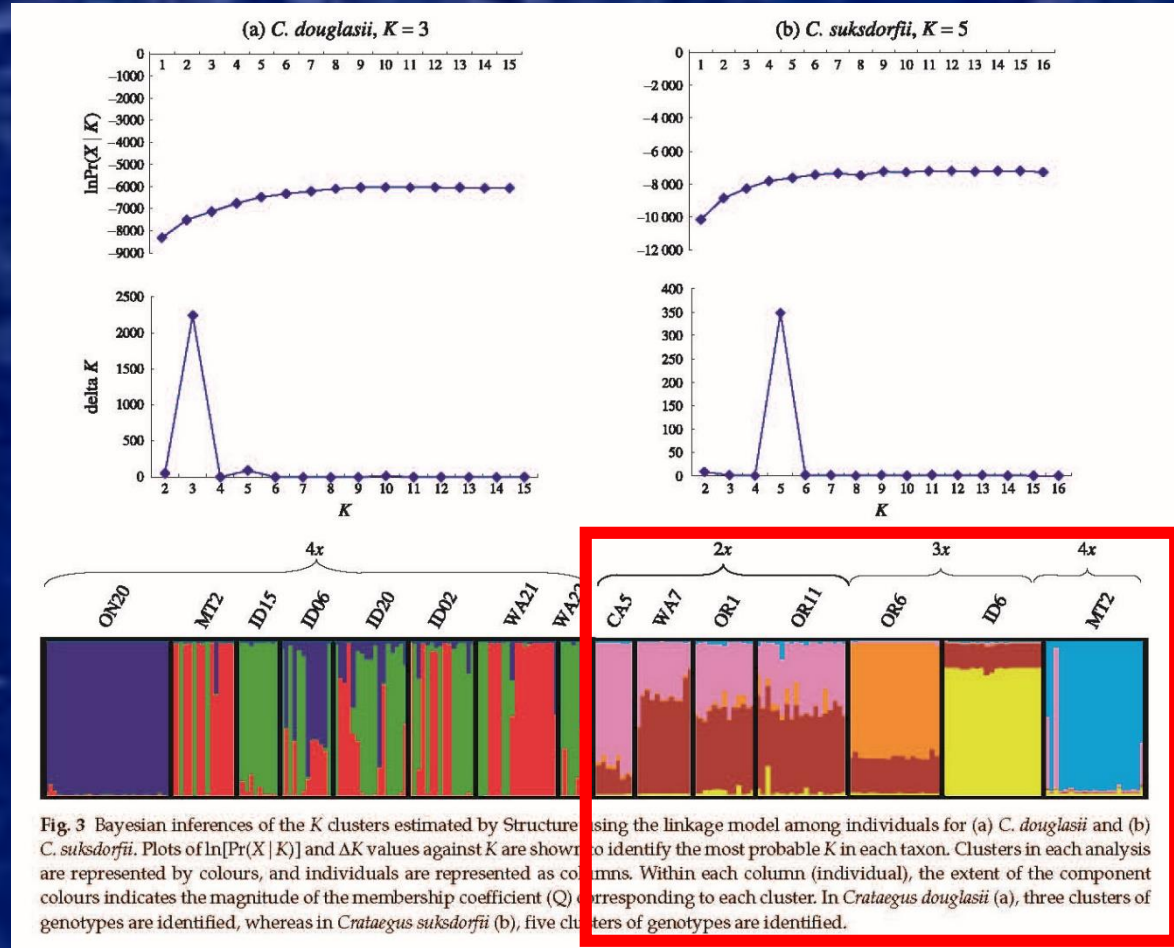 (a) C. douglasii, K = 3
0
1 2 3 4 5 6 7 8 9 10 11 12 13 14 15
–1000
–2000
–3000
–4000
–5000
–6000
–7000
–8000
–9000
lnPr(X | K)
(b) C. suksdorfii, K = 5
0
1 2 3 4 5 6 7 8 9 10 11 12 13 14 15 16
–2 000
–4 000
–6 000
–8 000
–10 000
–12 000
2500
2000
1500
1000
500
0
delta K
2 3 4 5 6 7 8 9 10 11 12 13 14 15
K
400
350
300
250
200
150
100
50
0
2 3 4 5 6 7 8 9 10 11 12 13 14 15 16
K
4x 2x 3x 4x
ON20 MT2 ID15 ID06 ID20 ID02 WA21 CA5 WA7 OR1 OR11 OR6 ID6 MT2
Fig. 3 Bayesian inferences of the K clusters estimated by Structure using the linkage model among individuals for (a) C. douglasii and (b)
C. suksdorfii. Plots of ln[Pr(X | K)] and ΔK values against K are shown to identify the most probable K in each taxon. Clusters in each analysis
are represented by colours, and individuals are represented as columns. Within each column (individual), the extent of the component
colours indicates the magnitude of the membership coefficient (Q) corresponding to each cluster. In Crataegus douglasii (a), three clusters of
genotypes are identified, whereas in Crataegus suksdorfii (b), five clusters of genotypes are identified.